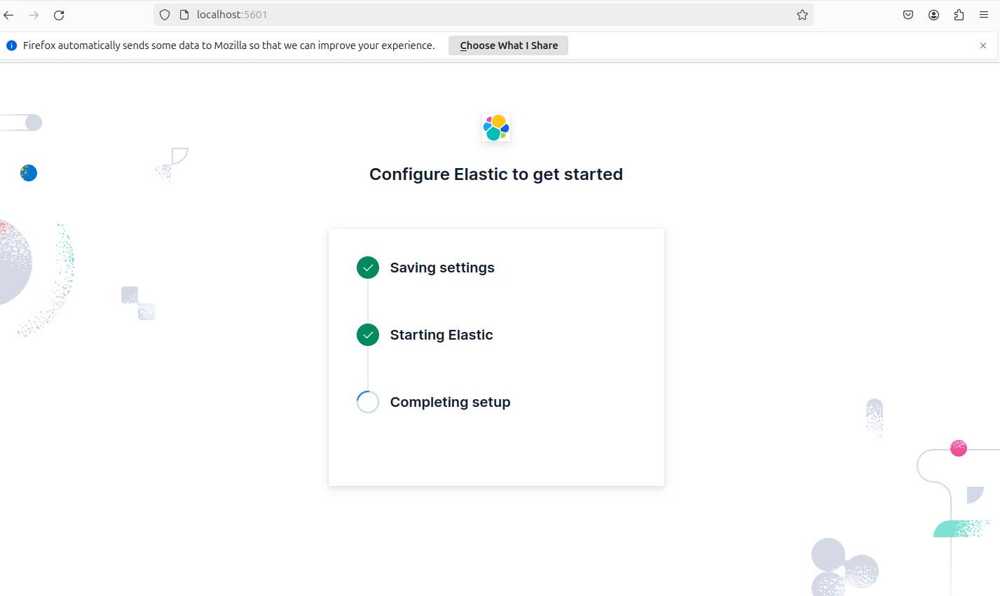 localhost:5601
Firefox automatically sends some data to Mozilla so that we can improve your experience. Choose What I Share
Configure Elastic to get started
Saving settings
Starting Elastic
Completing setup